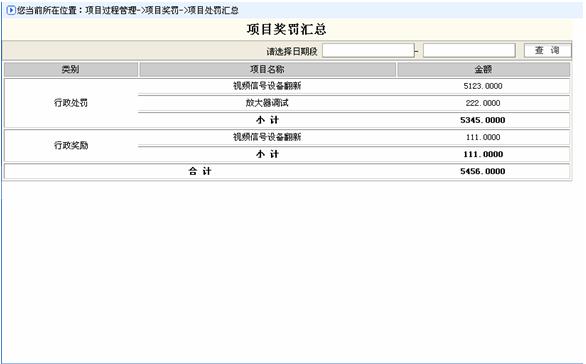 您当前所在位置：项目过程管理->项目奖罚->项目处罚汇总
项目奖罚汇总
请选择日期段 - 查 询
类别 项目名称 金额
行政处罚 视频信号设备翻新 5123.0000
放大器调试 222.0000
小 计 5345.0000
行政奖励 视频信号设备翻新 111.0000
小 计 111.0000
合 计 5456.0000